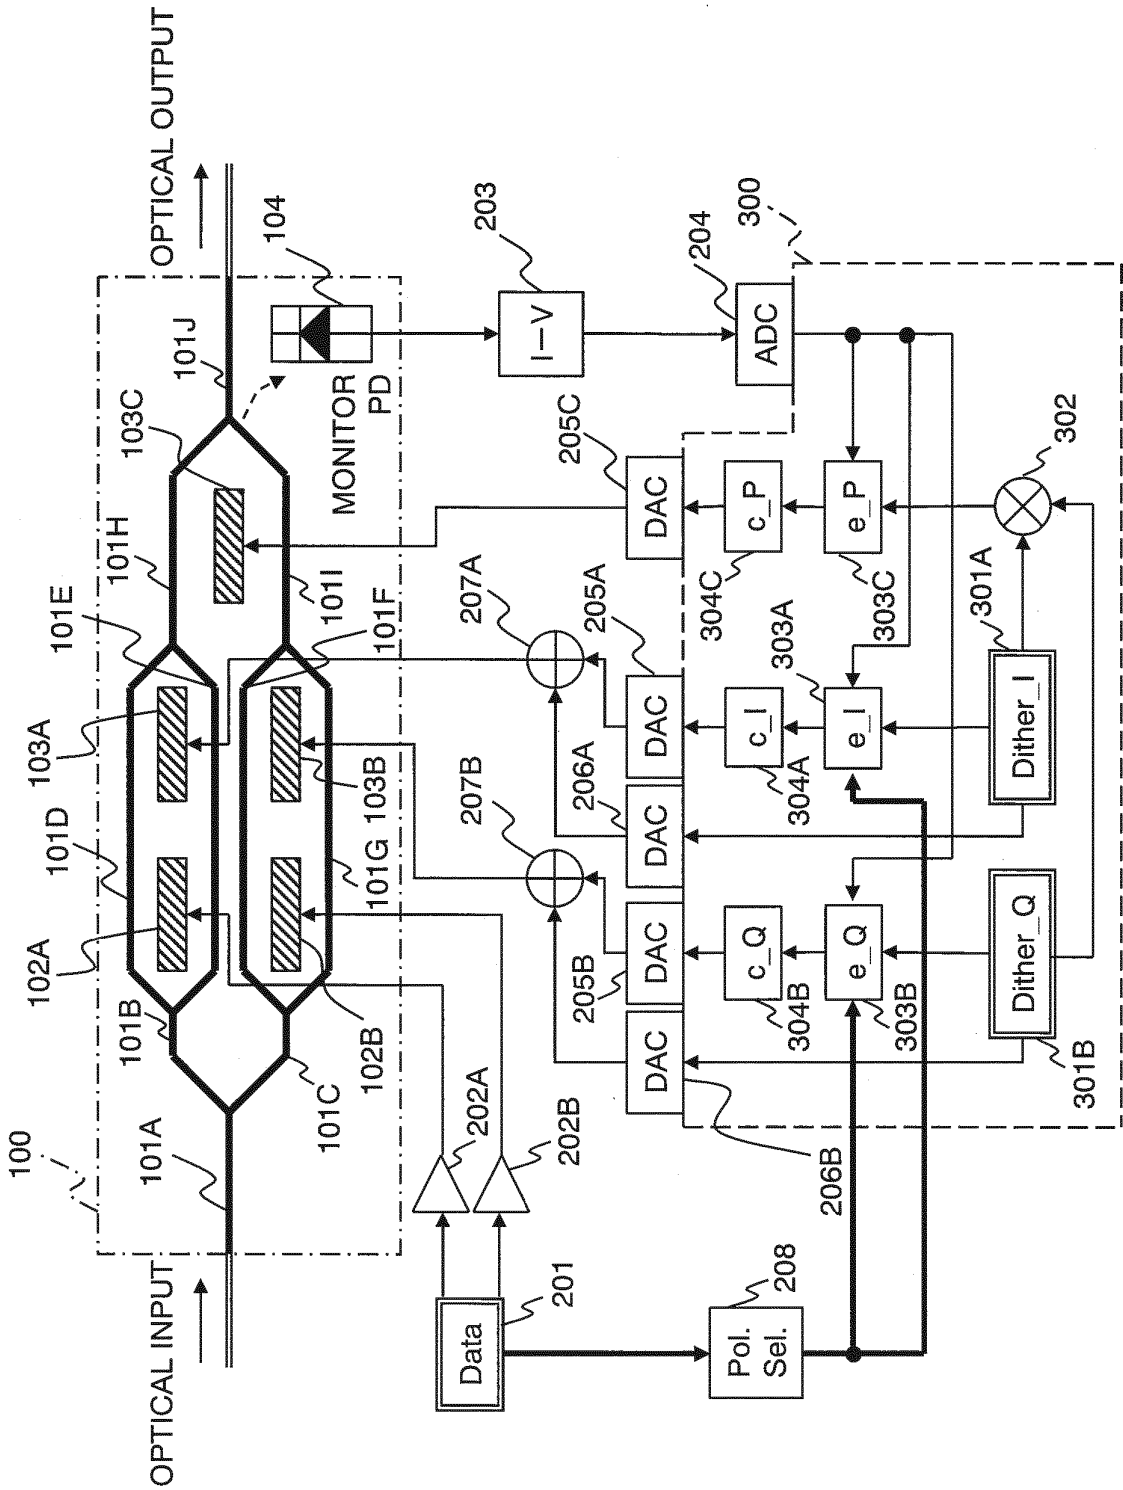 OPTICAL INPUT
100
101A
101B
101C
102A
101D
103A
101E
101H
103C
101J
OPTICAL OUTPUT
102B
101G
103B
101F
101I
MONITOR
PD
104
202A
202B
207B
207A
203
I–V
Data
201
205B
206A
205A
205C
204
DAC
DAC
DAC
DAC
DAC
ADC
300
Pol.
Sel.
208
206B
304B
c_Q
304A
c_I
304C
c_P
303B
e_Q
303A
e_I
303C
e_P
301B
Dither_Q
Dither_I
301A
302